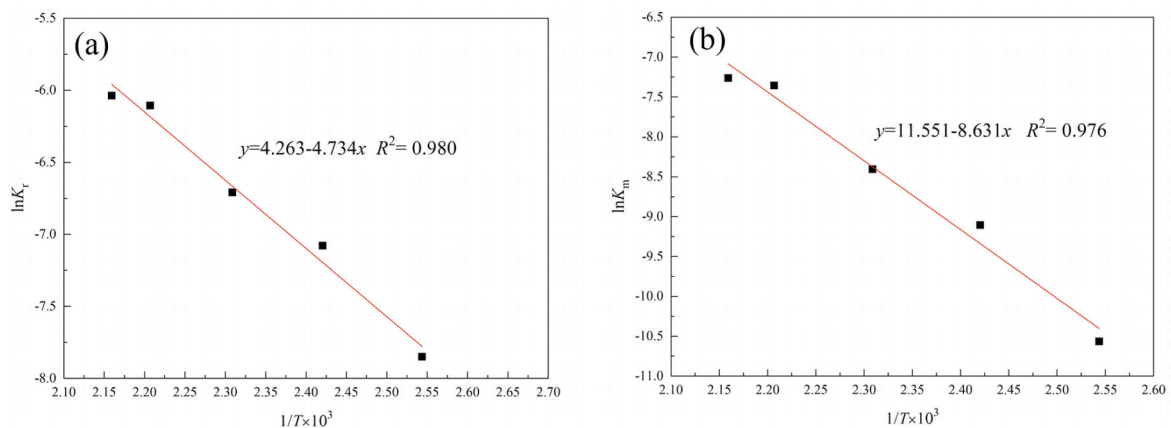 (a)
-5.5
-6.0
-6.5
-7.0
-7.5
-8.0
lnK_r
y=4.263-4.734x R²= 0.980
2.10 2.15 2.20 2.25 2.30 2.35 2.40 2.45 2.50 2.55 2.60 2.65 2.70
1/T×10³
(b)
-6.5
-7.0
-7.5
-8.0
-8.5
-9.0
-9.5
-10.0
-10.5
-11.0
lnK_m
y=11.551-8.631x R²= 0.976
2.10 2.15 2.20 2.25 2.30 2.35 2.40 2.45 2.50 2.55 2.60
1/T×10³